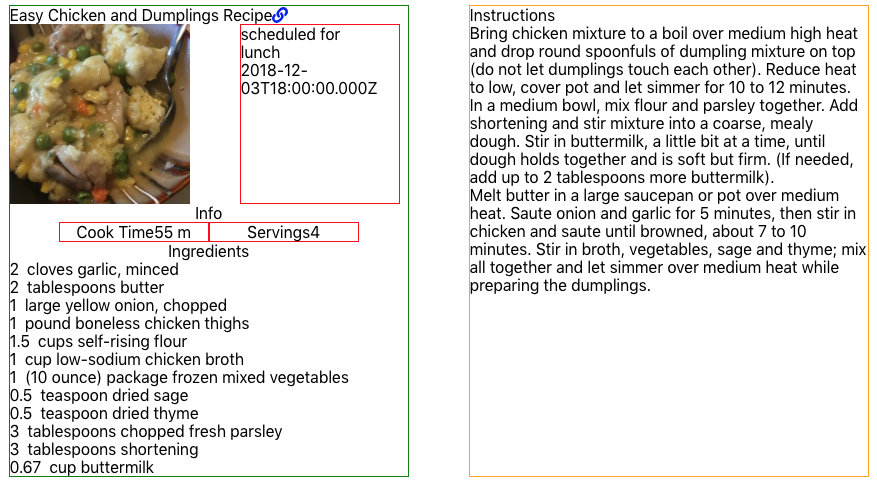 Easy Chicken and Dumplings Recipe
scheduled for
lunch
2018-12-
03T18:00:00.000Z
Info
Cook Time55 m
Servings4
Ingredients
2 cloves garlic, minced
2 tablespoons butter
1 large yellow onion, chopped
1 pound boneless chicken thighs
1.5 cups self-rising flour
1 cup low-sodium chicken broth
1 (10 ounce) package frozen mixed vegetables
0.5 teaspoon dried sage
0.5 teaspoon dried thyme
3 tablespoons chopped fresh parsley
3 tablespoons shortening
0.67 cup buttermilk
Instructions
Bring chicken mixture to a boil over medium high heat
and drop round spoonfuls of dumpling mixture on top
(do not let dumplings touch each other). Reduce heat
to low, cover pot and let simmer for 10 to 12 minutes.
In a medium bowl, mix flour and parsley together. Add
shortening and stir mixture into a coarse, mealy
dough. Stir in buttermilk, a little bit at a time, until
dough holds together and is soft but firm. (If needed,
add up to 2 tablespoons more buttermilk).
Melt butter in a large saucepan or pot over medium
heat. Saute onion and garlic for 5 minutes, then stir in
chicken and saute until browned, about 7 to 10
minutes. Stir in broth, vegetables, sage and thyme; mix
all together and let simmer over medium heat while
preparing the dumplings.